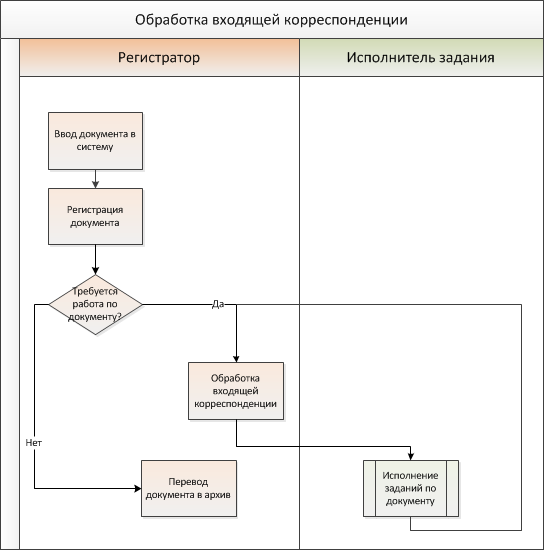 Обработка входящей корреспонденции
Регистратор
Исполнитель задания
Ввод документа в
систему
Регистрация
документа
Требуется
работа по
документу?
Да
Обработка
входящей
корреспонденции
Нет
Перевод
документа в архив
Исполнение
заданий по
документу